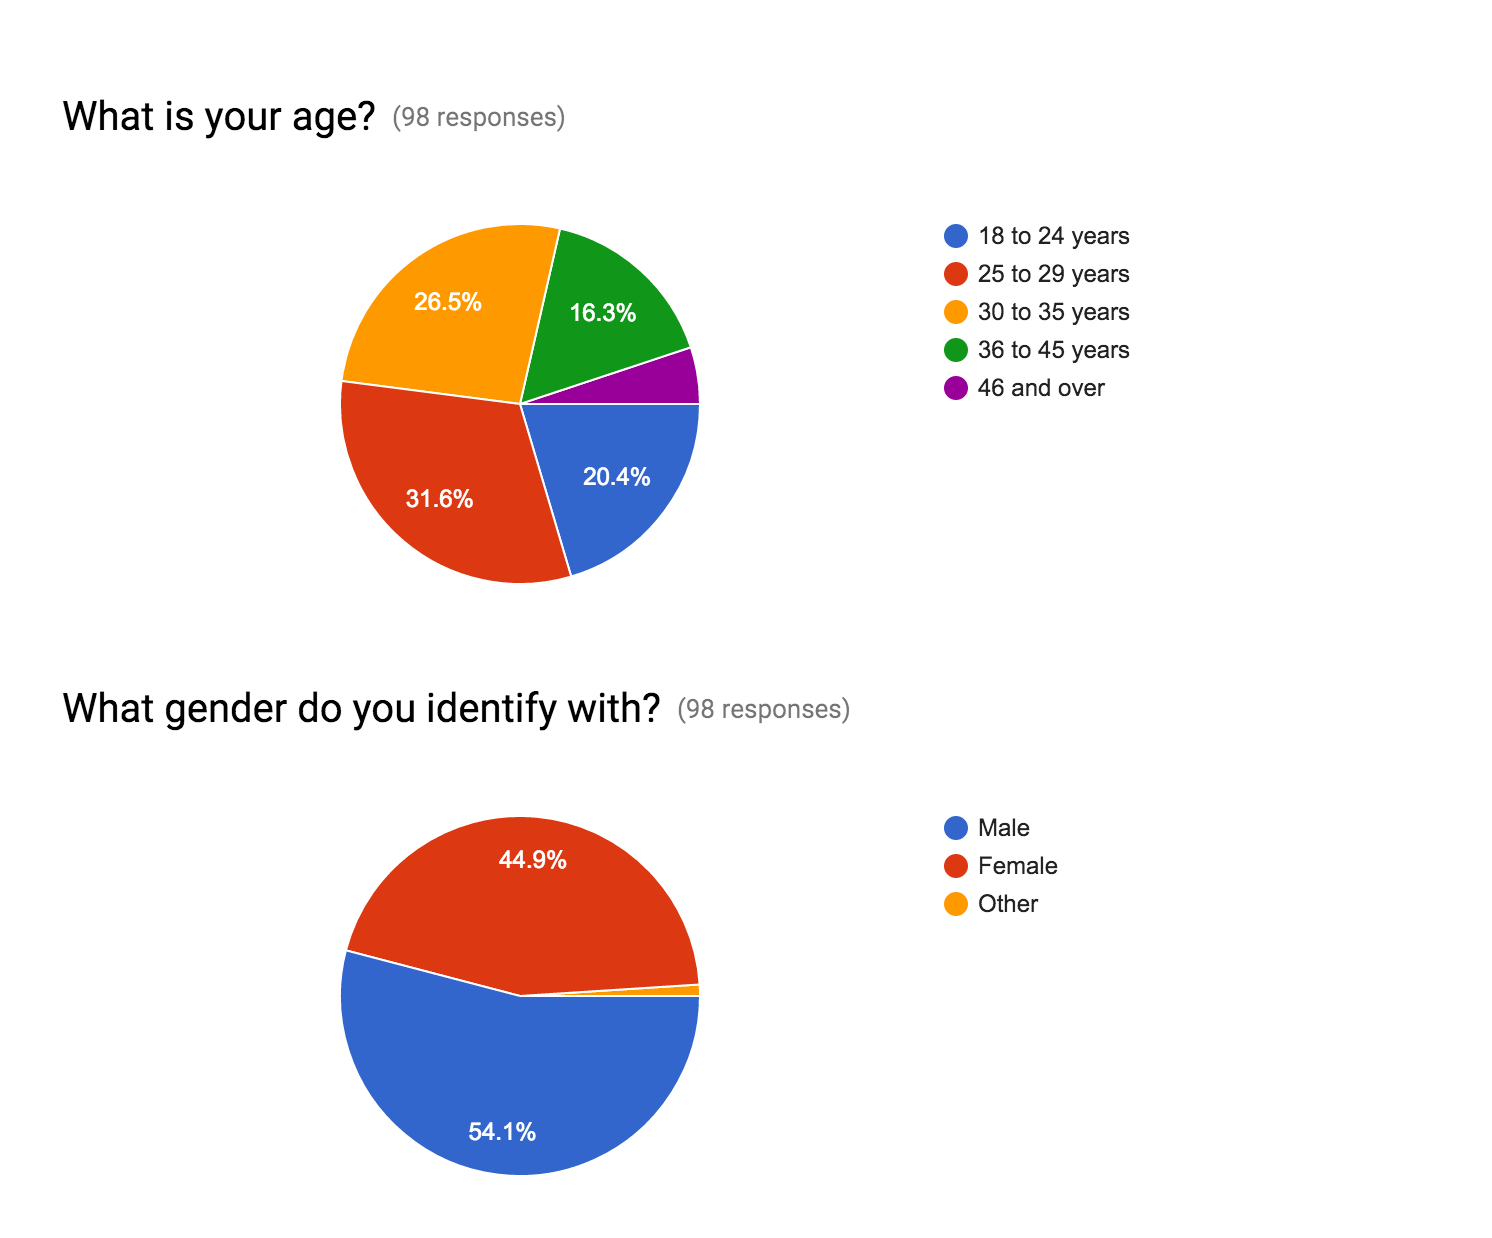 What is your age? (98 responses)
26.5%
16.3%
31.6%
20.4%
18 to 24 years
25 to 29 years
30 to 35 years
36 to 45 years
46 and over
What gender do you identify with? (98 responses)
44.9%
54.1%
Male
Female
Other